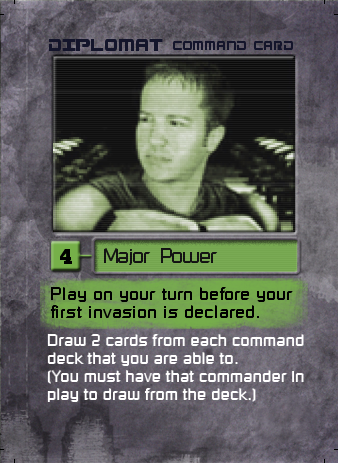 DIPLOMAT COMMAND CARD
4 Major Power
Play on your turn before your
first invasion is declared.
Draw 2 cards from each command
deck that you are able to.
(You must have that commander in
play to draw from the deck.)